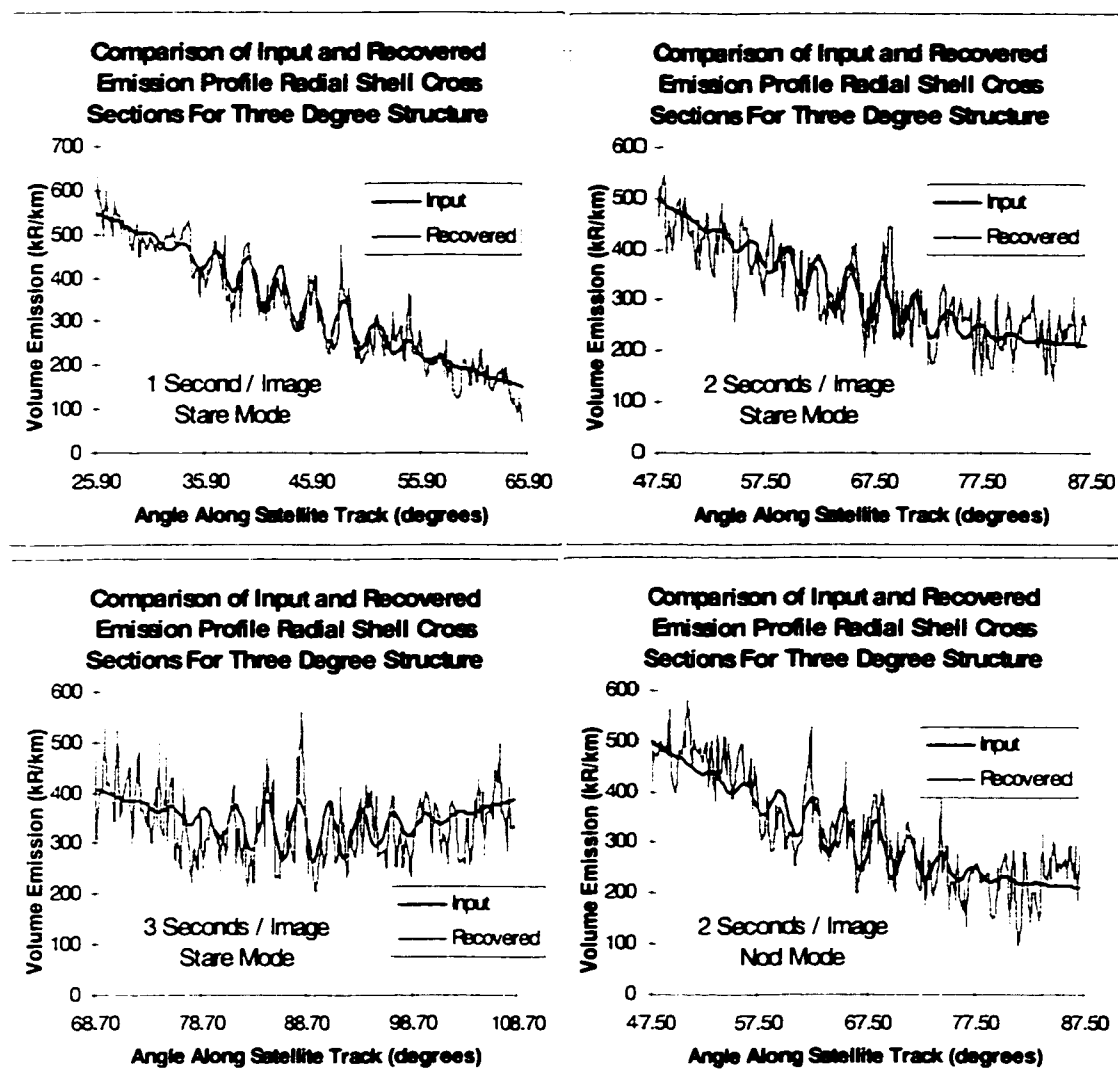 Comparison of Input and Recovered
Emission Profile Radial Shell Cross
Sections For Three Degree Structure
700
600
500
400
300
200
100
0
Volume Emission (kR/km)
Input
Recovered
1 Second / Image
Stare Mode
25.90 35.90 45.90 55.90 65.90
Angle Along Satellite Track (degrees)
Comparison of Input and Recovered
Emission Profile Radial Shell Cross
Sections For Three Degree Structure
600
500
400
300
200
100
0
Volume Emission (kR/km)
Input
Recovered
2 Seconds / Image
Stare Mode
47.50 57.50 67.50 77.50 87.50
Angle Along Satellite Track (degrees)
Comparison of Input and Recovered
Emission Profile Radial Shell Cross
Sections For Three Degree Structure
600
500
400
300
200
100
0
Volume Emission (kR/km)
Input
Recovered
3 Seconds / Image
Stare Mode
68.70 78.70 88.70 98.70 108.70
Angle Along Satellite Track (degrees)
Comparison of Input and Recovered
Emission Profile Radial Shell Cross
Sections For Three Degree Structure
600
500
400
300
200
100
0
Volume Emission (kR/km)
Input
Recovered
2 Seconds / Image
Nod Mode
47.50 57.50 67.50 77.50 87.50
Angle Along Satellite Track (degrees)